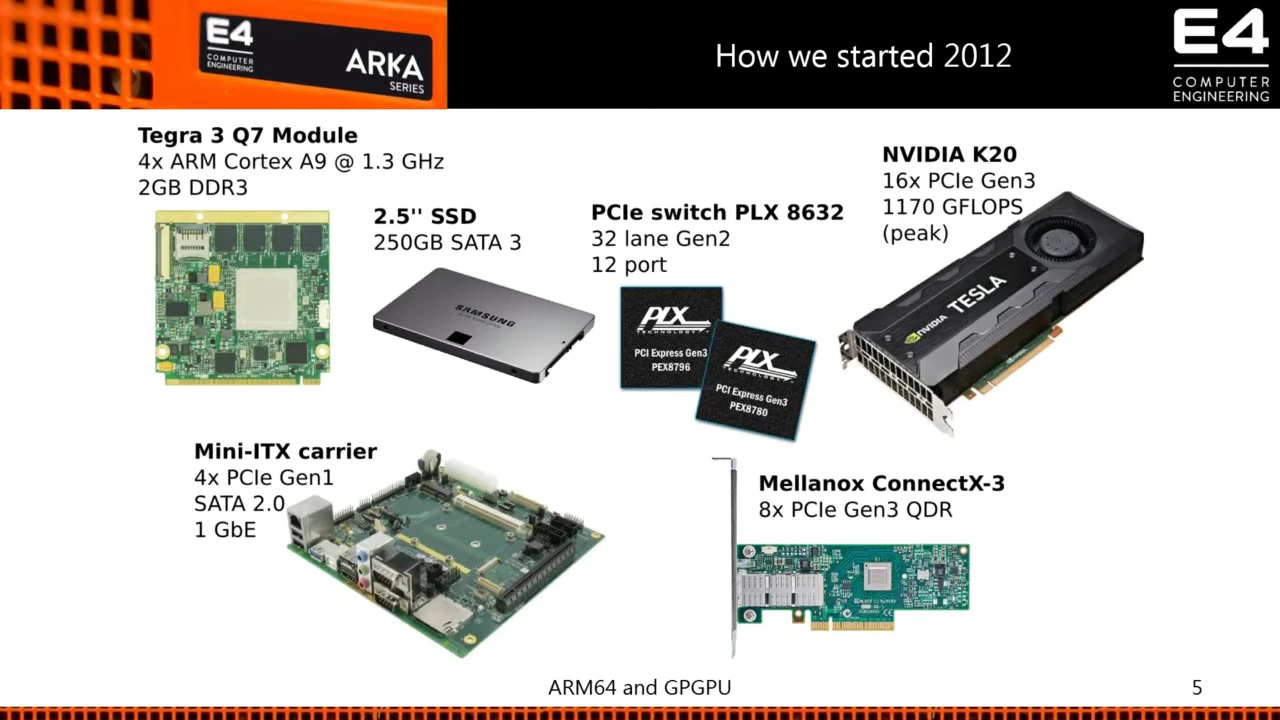 E4
COMPUTER
ENGINEERING
ARKA
SERIES
How we started 2012
E4
COMPUTER
ENGINEERING
Tegra 3 Q7 Module
4x ARM Cortex A9 @ 1.3 GHz
2GB DDR3
2.5'' SSD
250GB SATA 3
SAMSUNG
PCIe switch PLX 8632
32 lane Gen2
12 port
PLX
TECHNOLOGY
PCI Express Gen3
PEX8796
PLX
TECHNOLOGY
PCI Express Gen3
PEX8780
NVIDIA K20
16x PCIe Gen3
1170 GFLOPS
(peak)
NVIDIA TESLA
Mini-ITX carrier
4x PCIe Gen1
SATA 2.0
1 GbE
Mellanox ConnectX-3
8x PCIe Gen3 QDR
ARM64 and GPGPU
5